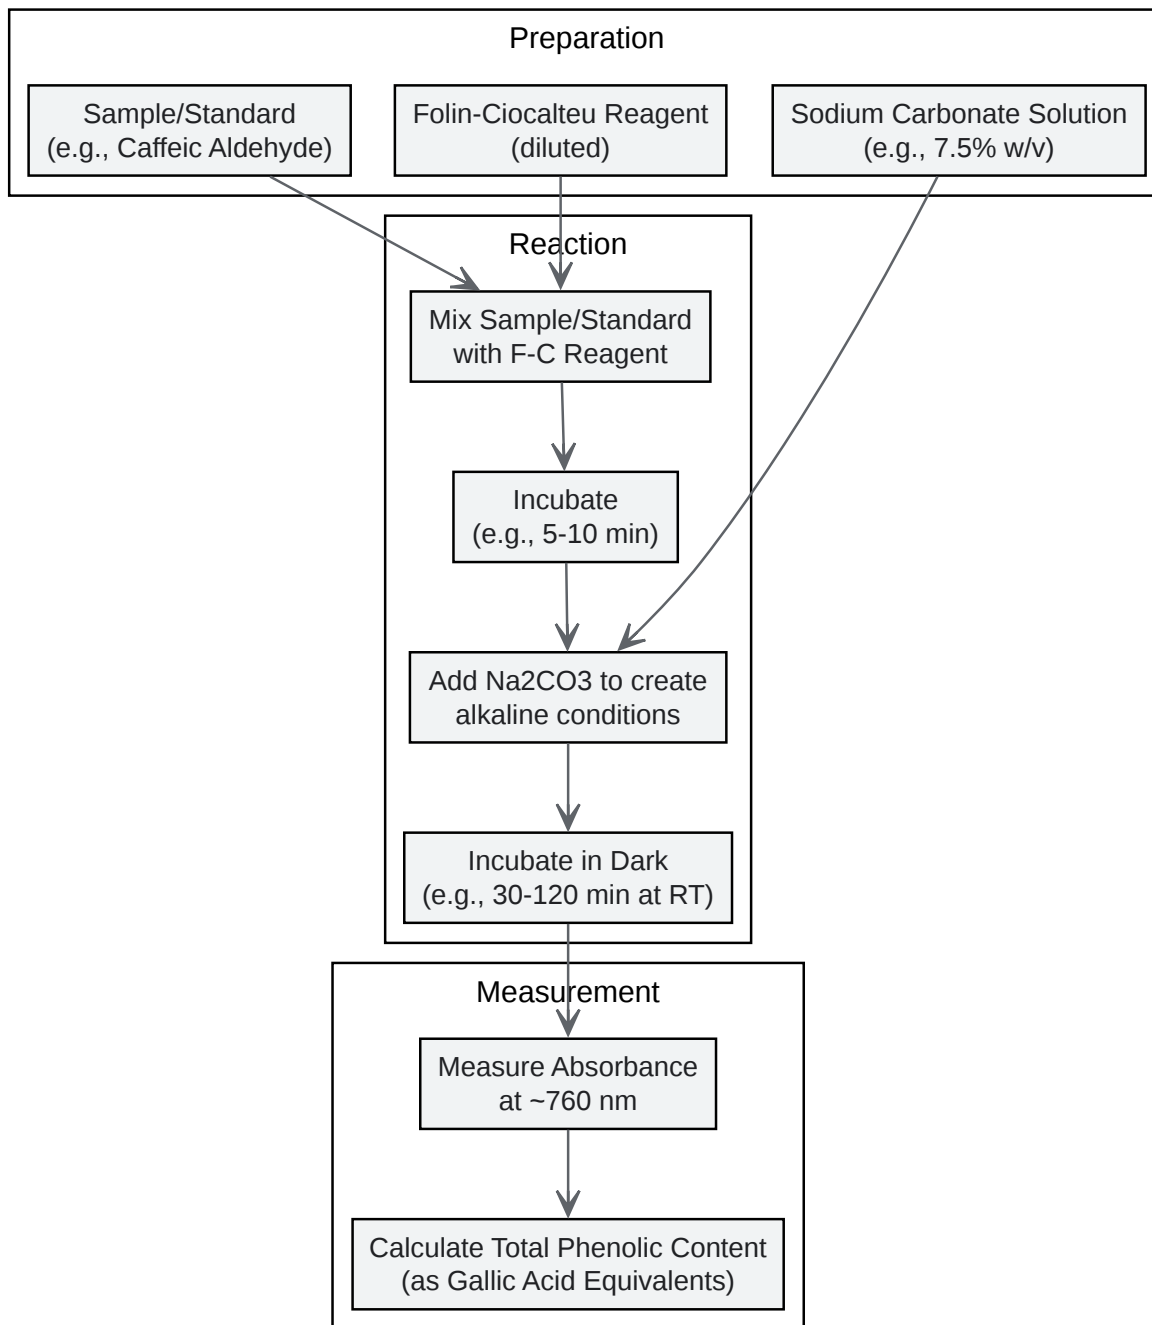 Preparation
Sample/Standard
(e.g., Caffeic Aldehyde)
Folin-Ciocalteu Reagent
(diluted)
Sodium Carbonate Solution
(e.g., 7.5% w/v)
Reaction
Mix Sample/Standard
with F-C Reagent
Incubate
(e.g., 5-10 min)
Add Na2CO3 to create
alkaline conditions
Incubate in Dark
(e.g., 30-120 min at RT)
Measurement
Measure Absorbance
at ~760 nm
Calculate Total Phenolic Content
(as Gallic Acid Equivalents)